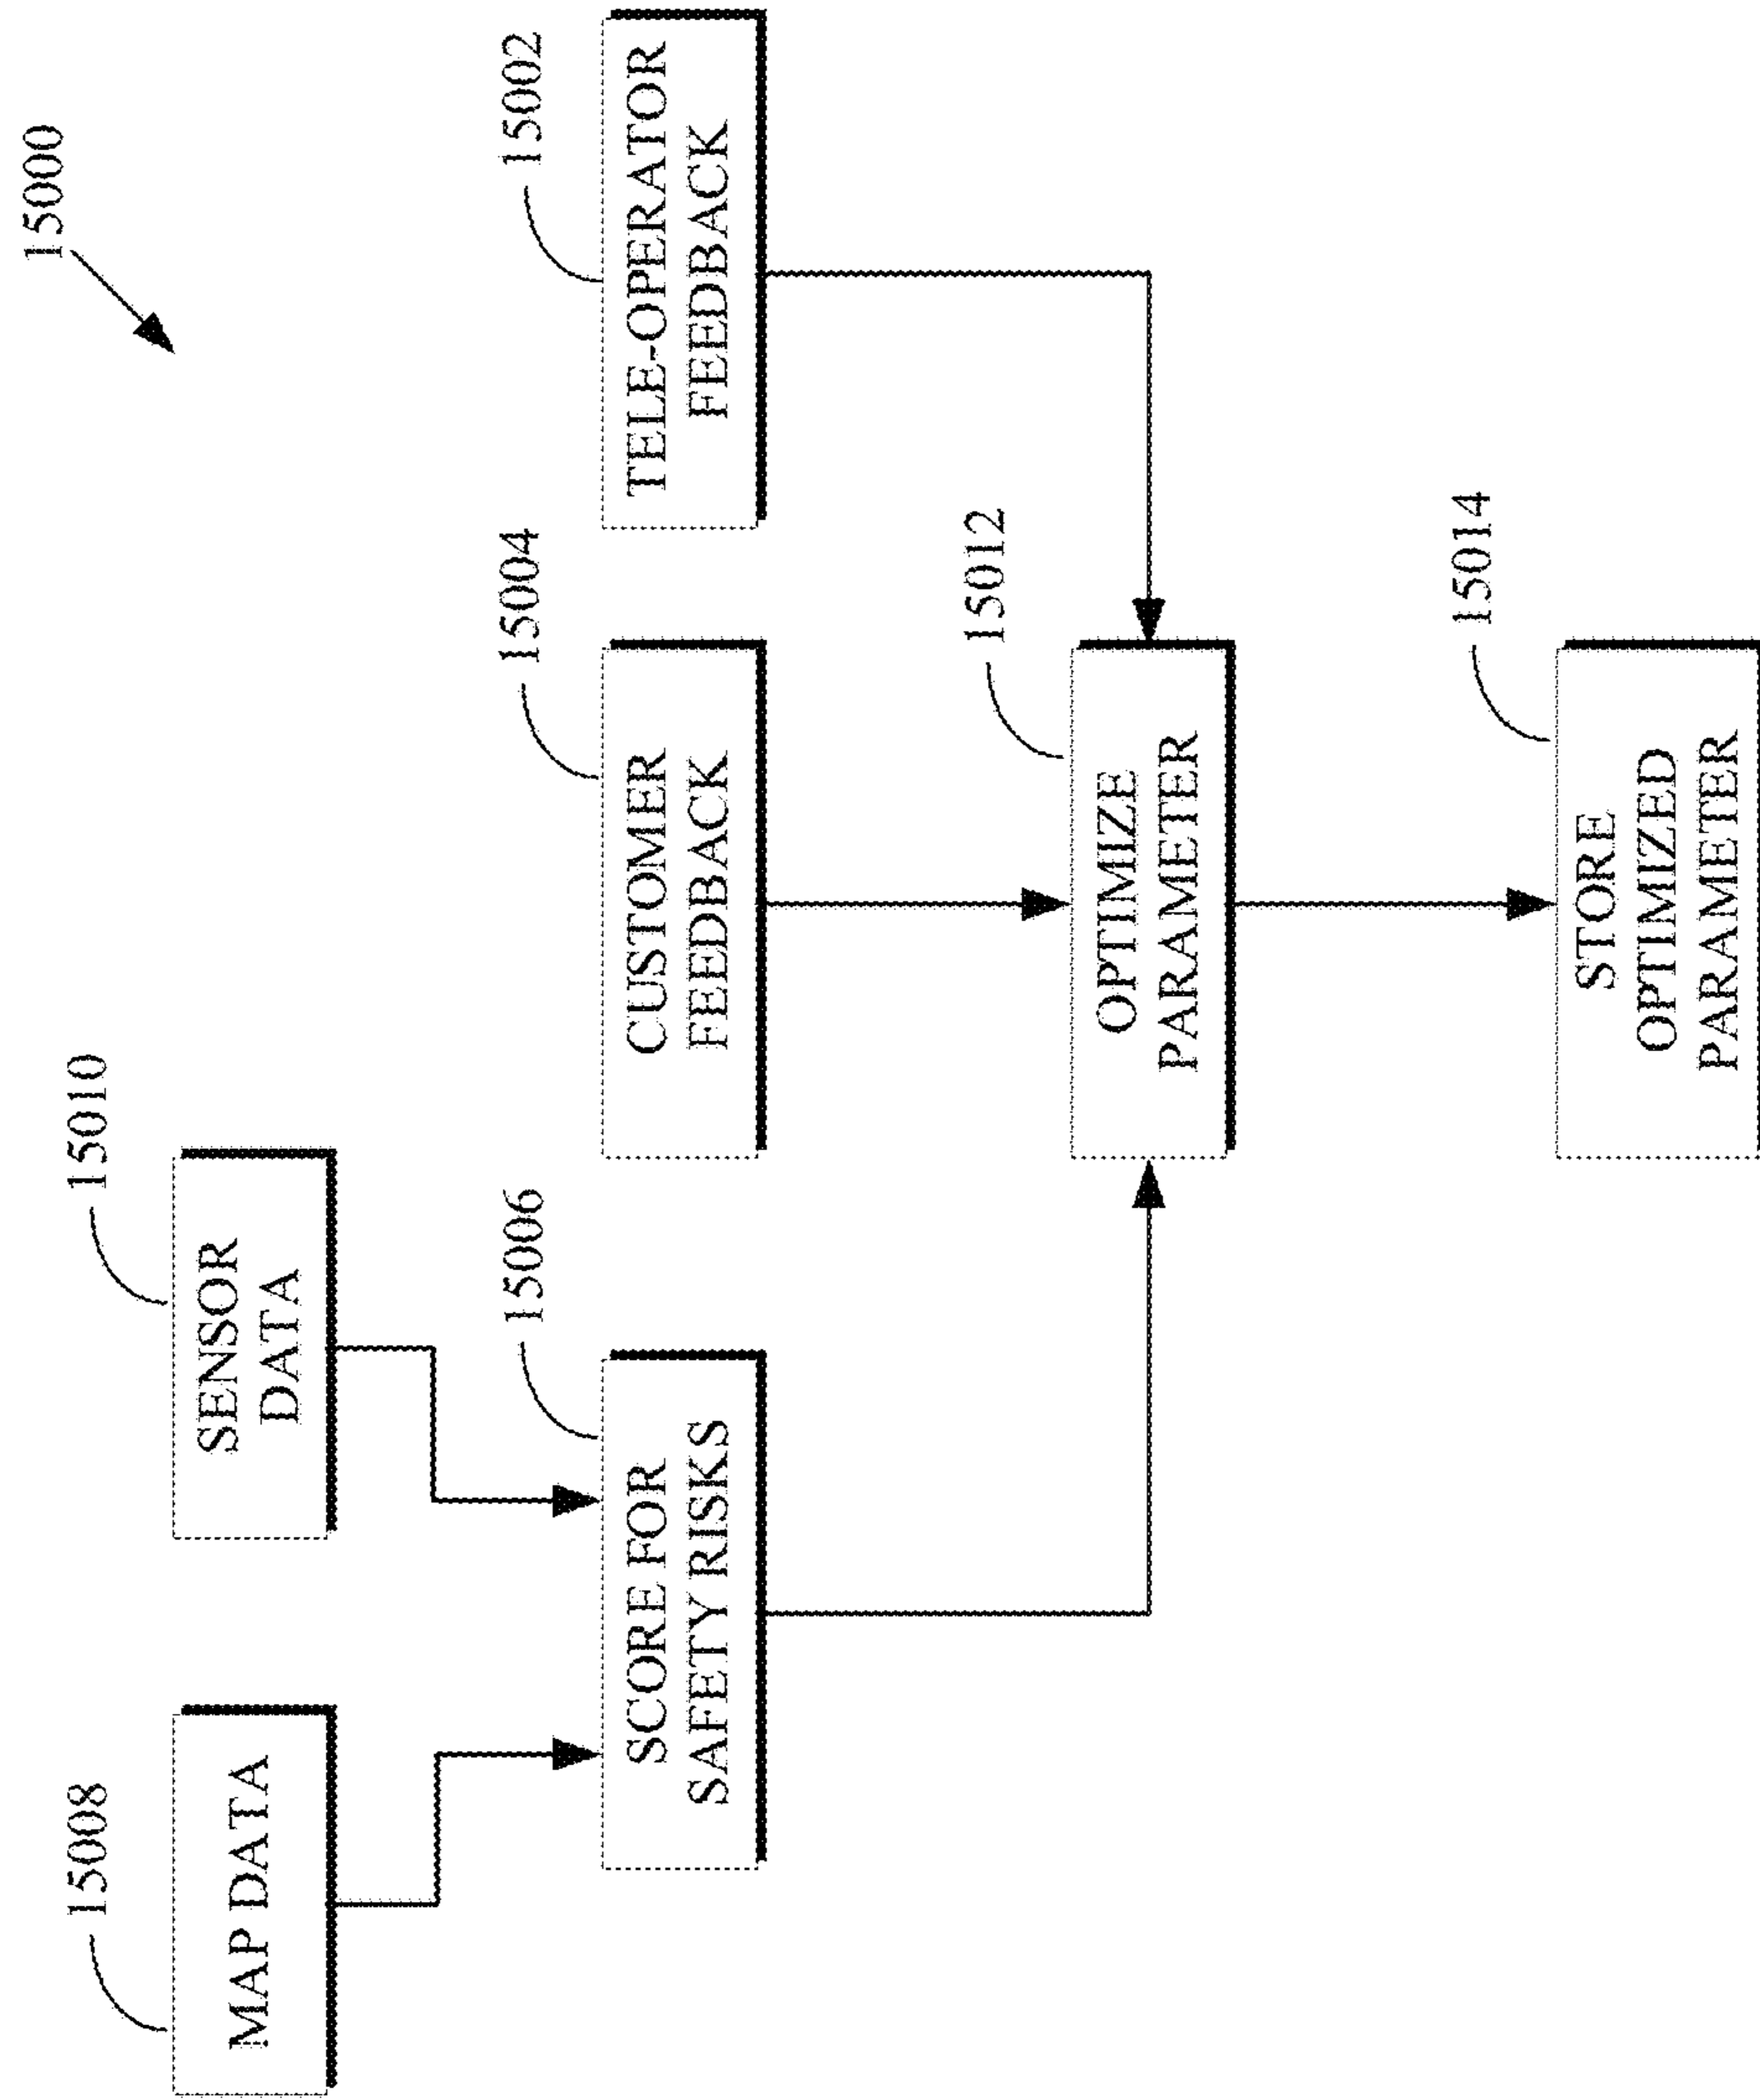 15000
15008
MAP DATA
15010
SENSOR
DATA
15006
SCORE FOR
SAFETY RISKS
15004
CUSTOMER
FEEDBACK
15002
TELE-OPERATOR
FEEDBACK
15012
OPTIMIZE
PARAMETER
15014
STORE
OPTIMIZED
PARAMETER